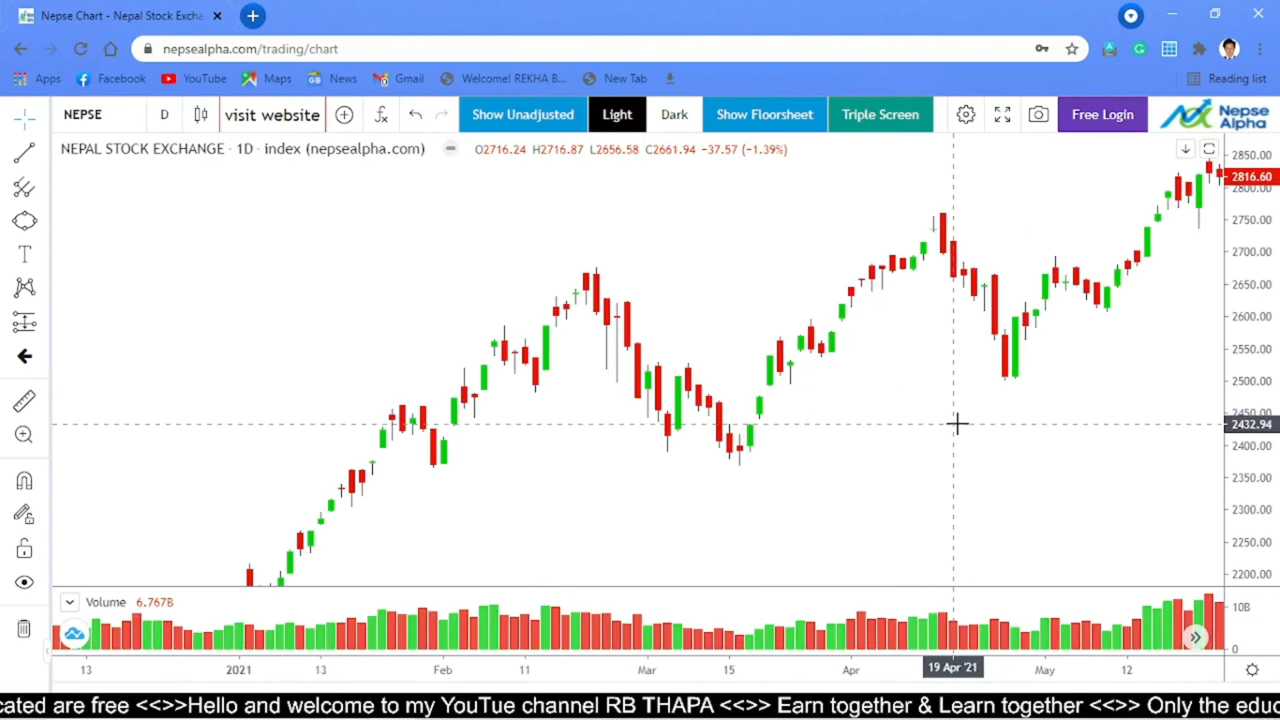 Nepse Chart - Nepal Stock Excha
nepsealpha.com/trading/chart
Apps Facebook YouTube Maps News Gmail Welcome! REKHA B... New Tab Reading list
NEPSE D visit website Show Unadjusted Light Dark Show Floorsheet Triple Screen Free Login Nepse Alpha
NEPAL STOCK EXCHANGE · 1D · index (nepsealpha.com) O2716.24 H2716.87 L2656.58 C2661.94 −37.57 (−1.39%)
2850.00
2816.60
2800.00
2750.00
2700.00
2650.00
2600.00
2550.00
2500.00
2450.00
2432.94
2400.00
2350.00
2300.00
2250.00
2200.00
Volume 6.767B
10B
0
13 2021 13 Feb 11 Mar 15 Apr 19 Apr '21 May 12
cated are free <<>>Hello and welcome to my YouTue channel RB THAPA <<>> Earn together & Learn together <<>> Only the educ